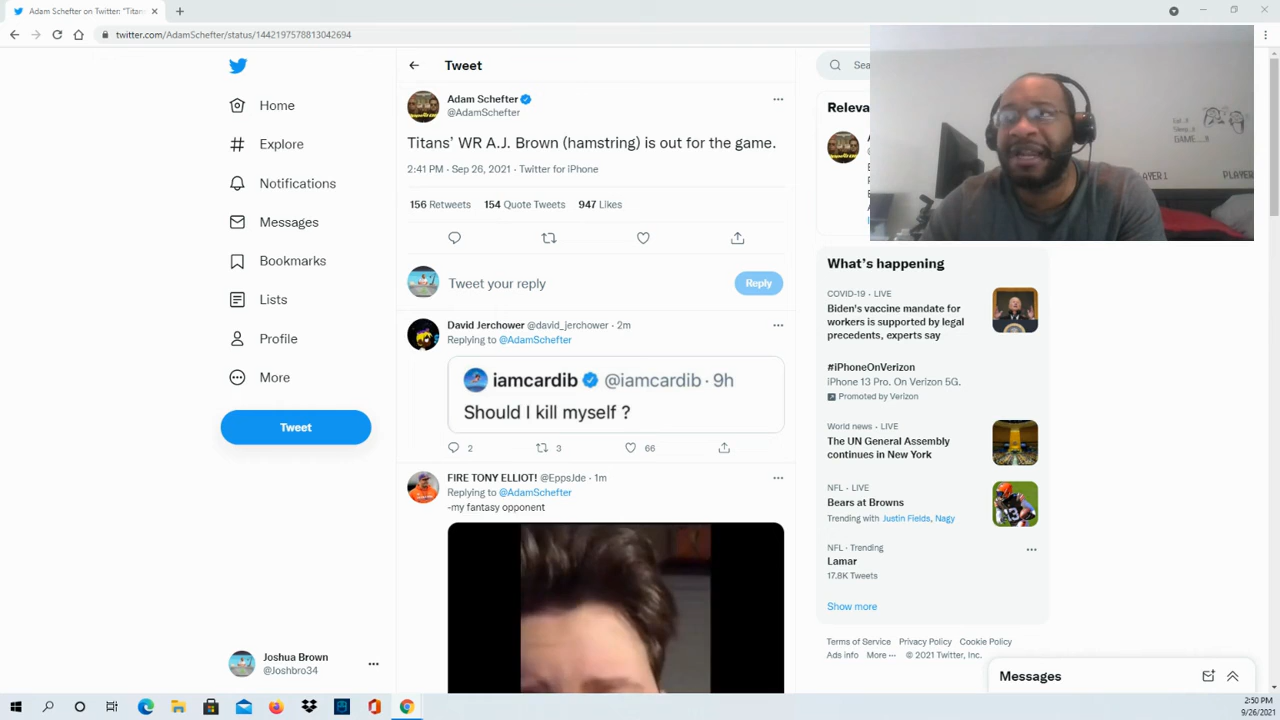 Adam Schefter on Twitter: "Titan
twitter.com/AdamSchefter/status/1442197578813042694
Home
Explore
Notifications
Messages
Bookmarks
Lists
Profile
More
Tweet
Joshua Brown
@Joshbro34
Tweet
Adam Schefter
@AdamSchefter
Titans' WR A.J. Brown (hamstring) is out for the game.
2:41 PM · Sep 26, 2021 · Twitter for iPhone
156 Retweets 154 Quote Tweets 947 Likes
Tweet your reply
Reply
David Jerchower @david_jerchower · 2m
Replying to @AdamSchefter
iamcardib @iamcardib · 9h
Should I kill myself ?
2 3 66
FIRE TONY ELLIOT! @EppsJde · 1m
Replying to @AdamSchefter
-my fantasy opponent
Sea
Releva
GAME
PLAYER
What's happening
COVID-19 · LIVE
Biden's vaccine mandate for
workers is supported by legal
precedents, experts say
#iPhoneOnVerizon
iPhone 13 Pro. On Verizon 5G.
Promoted by Verizon
World news · LIVE
The UN General Assembly
continues in New York
NFL · LIVE
Bears at Browns
Trending with Justin Fields, Nagy
NFL · Trending
Lamar
17.8K Tweets
Show more
Terms of Service Privacy Policy Cookie Policy
Ads info More ··· © 2021 Twitter, Inc.
Messages
2:50 PM
9/26/2021